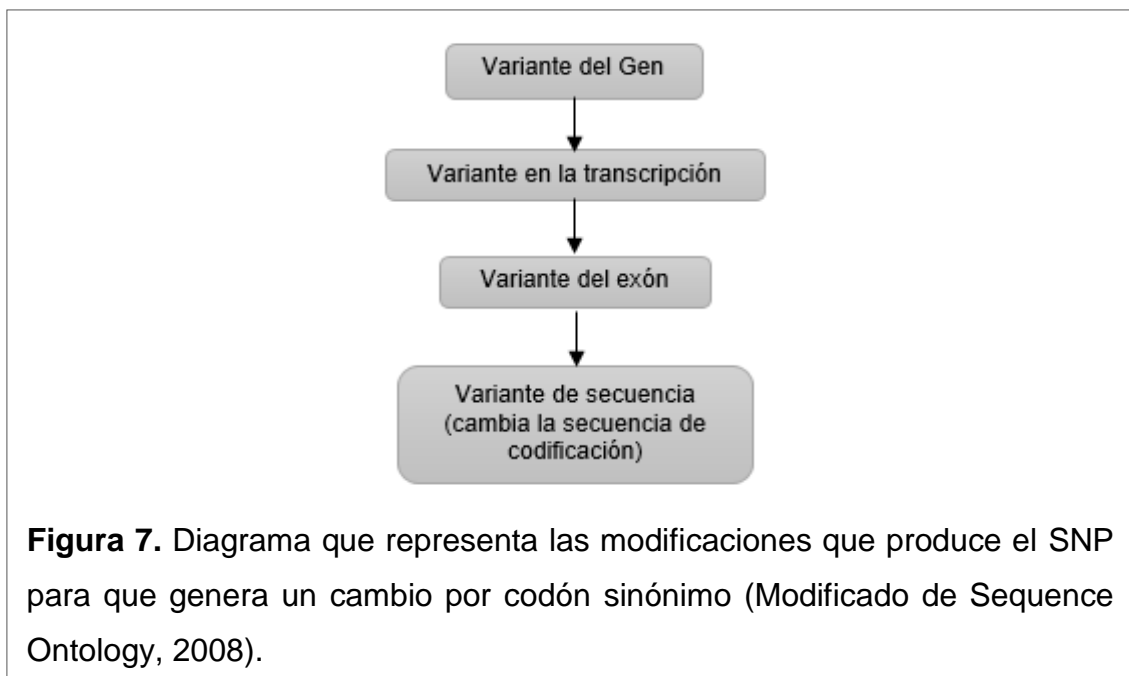 Variante del Gen
Variante en la transcripción
Variante del exón
Variante de secuencia
(cambia la secuencia de
codificación)
Figura 7. Diagrama que representa las modificaciones que produce el SNP
para que genera un cambio por codón sinónimo (Modificado de Sequence
Ontology, 2008).